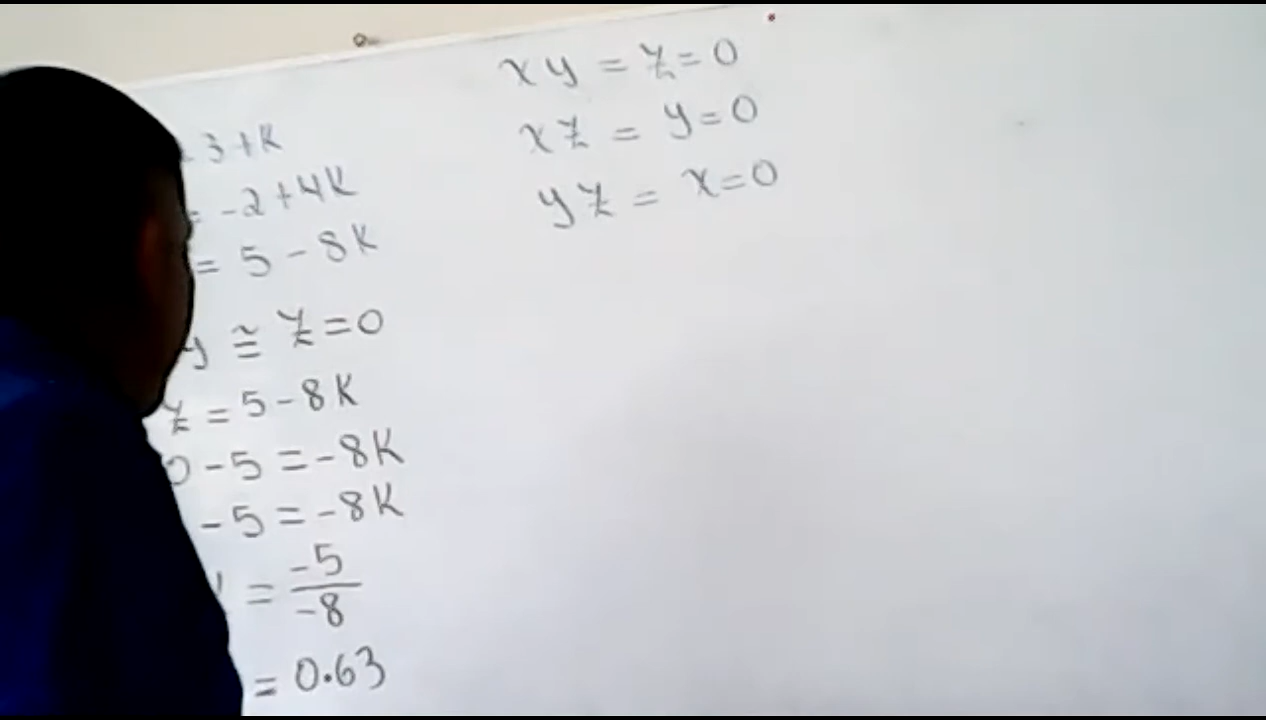 3+K
= -2+4K
= 5-8K
y ≅ z=0
z = 5-8K
0-5 = -8K
-5 = -8K
= -5/-8
= 0.63
xy = z=0
xz = y=0
yz = x=0